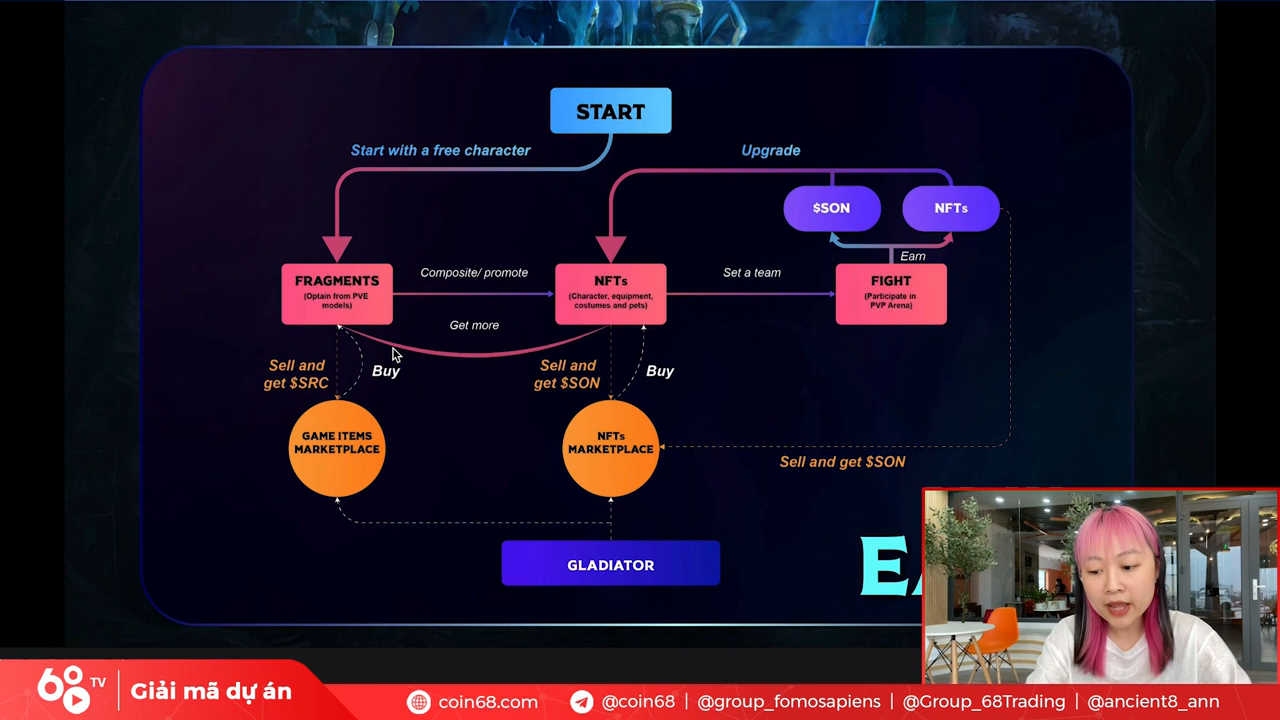 START
Start with a free character
Upgrade
$SON
NFTs
Earn
FRAGMENTS
(Optain from PVE
models)
Composite/ promote
NFTs
(Character, equipment,
costumes and pets)
Set a team
FIGHT
(Participate in
PVP Arena)
Get more
Sell and
get $SRC
Buy
Sell and
get $SON
Buy
GAME ITEMS
MARKETPLACE
NFTs
MARKETPLACE
Sell and get $SON
GLADIATOR
68 TV
Giải mã dự án
coin68.com
@coin68 | @group_fomosapiens | @Group_68Trading | @ancient8_ann